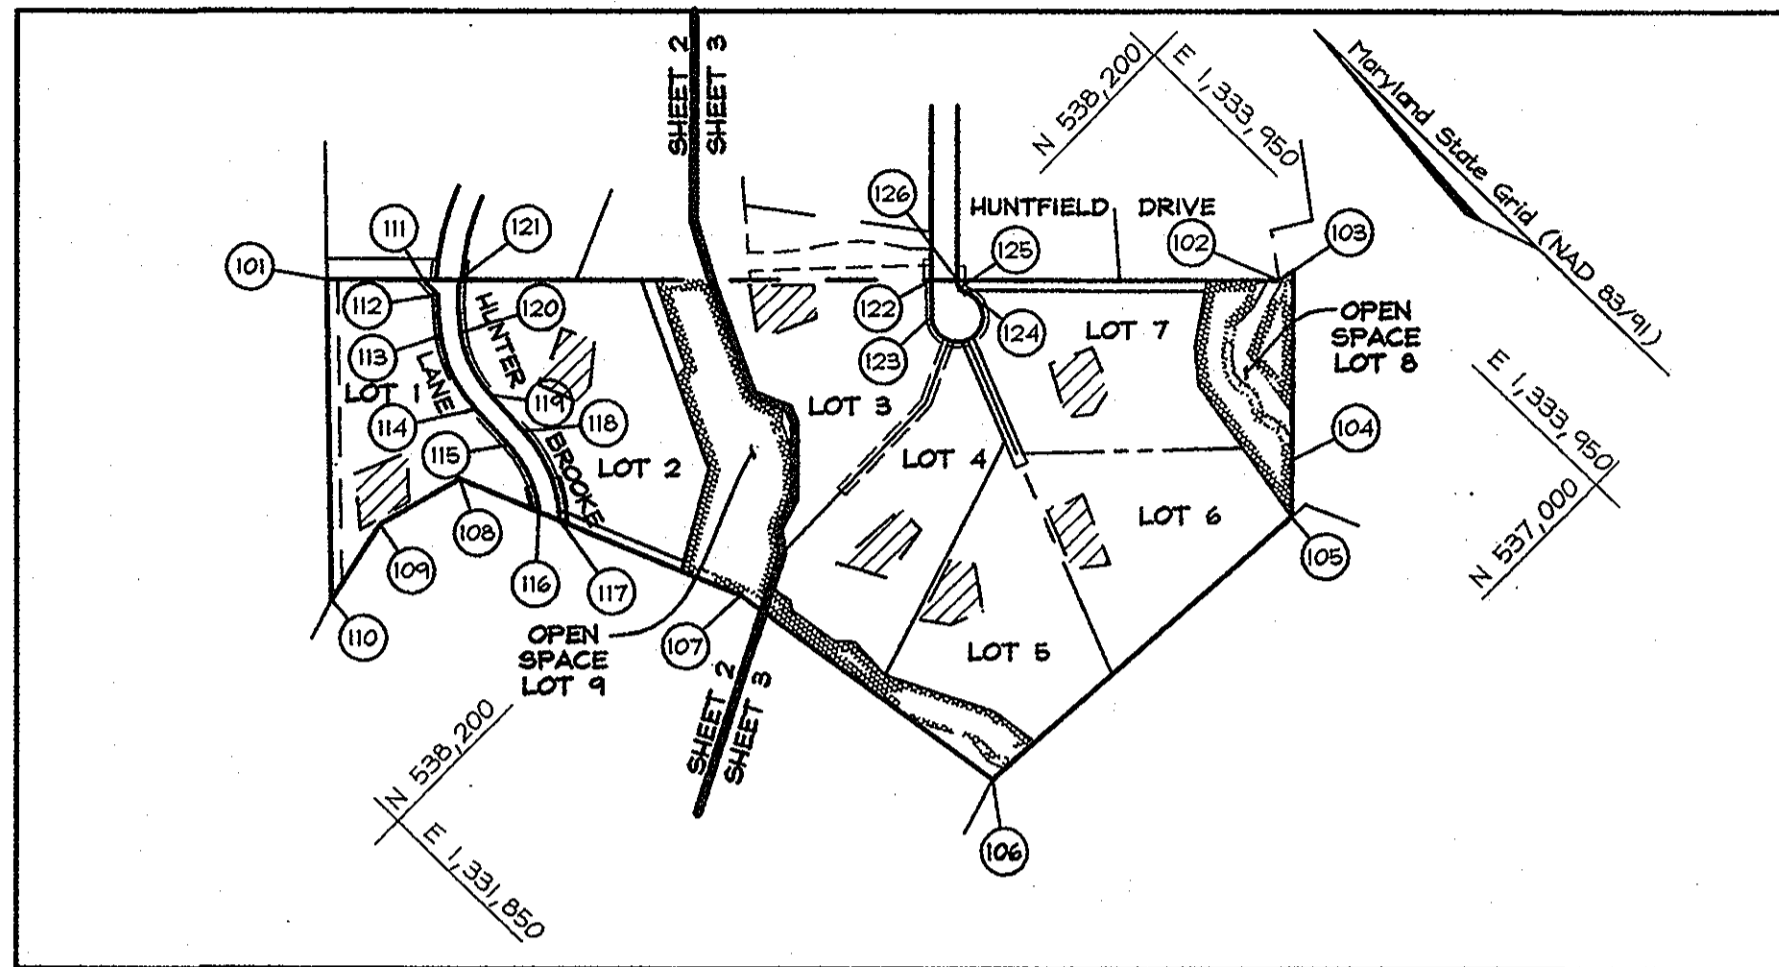 SHEET 2
SHEET 3
N 538,200
E 1,333,950
Maryland State Grid (NAD 83/91)
126
HUNTFIELD DRIVE
111
121
125
102
103
101
112
HUNTER
120
122
124
LOT 7
OPEN
SPACE
LOT 8
113
123
LANE
LOT 1
119
LOT 3
E 1,333,950
114
118
104
115
BROOKE
LOT 2
LOT 4
108
LOT 6
N 537,000
109
116
117
105
110
OPEN
SPACE
LOT 9
107
LOT 5
SHEET 2
SHEET 3
N 538,200
E 1,331,850
106